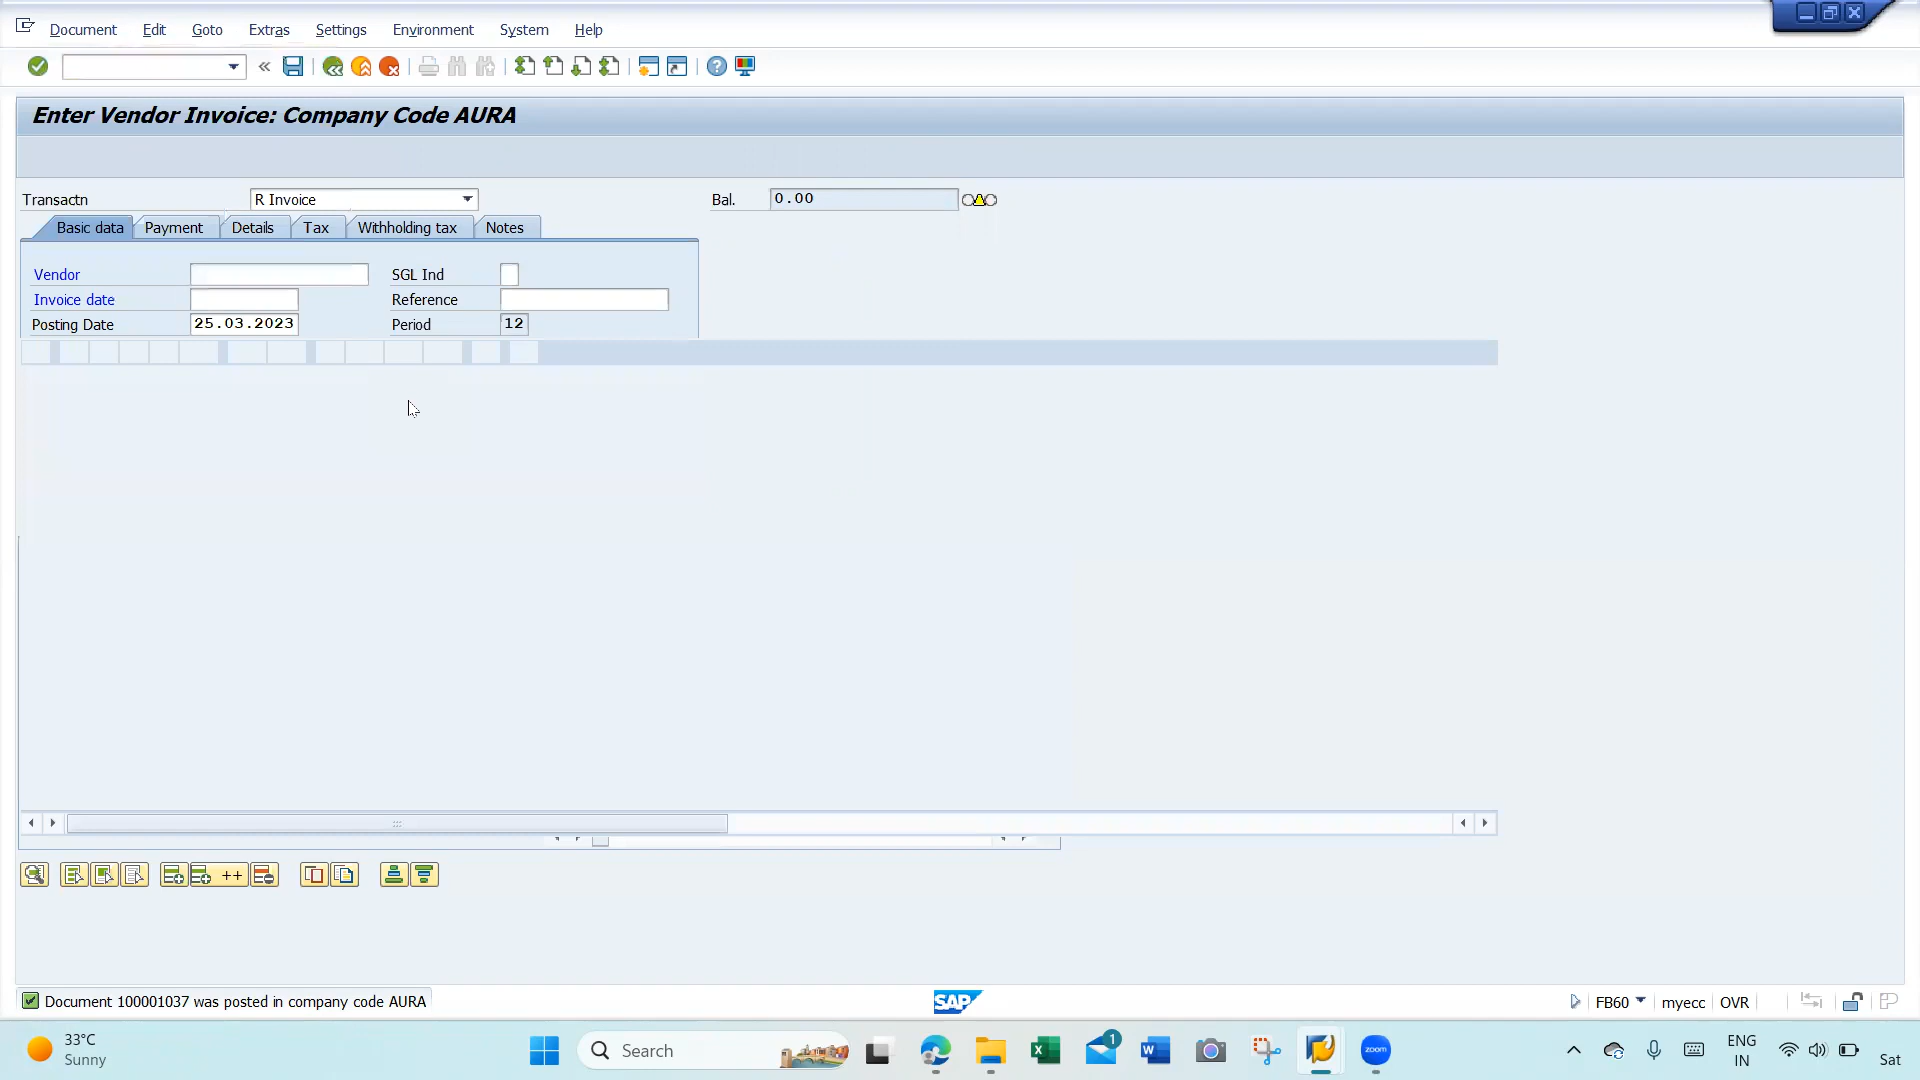 Document Edit Goto Extras Settings Environment System Help
Enter Vendor Invoice: Company Code AURA
Transactn R Invoice Bal. 0.00
Basic data Payment Details Tax Withholding tax Notes
Vendor SGL Ind
Invoice date Reference
Posting Date 25.03.2023 Period 12
++
Document 100001037 was posted in company code AURA SAP FB60 myecc OVR
33°C
Sunny
Search
1
W
zoom
ENG
IN
Sat